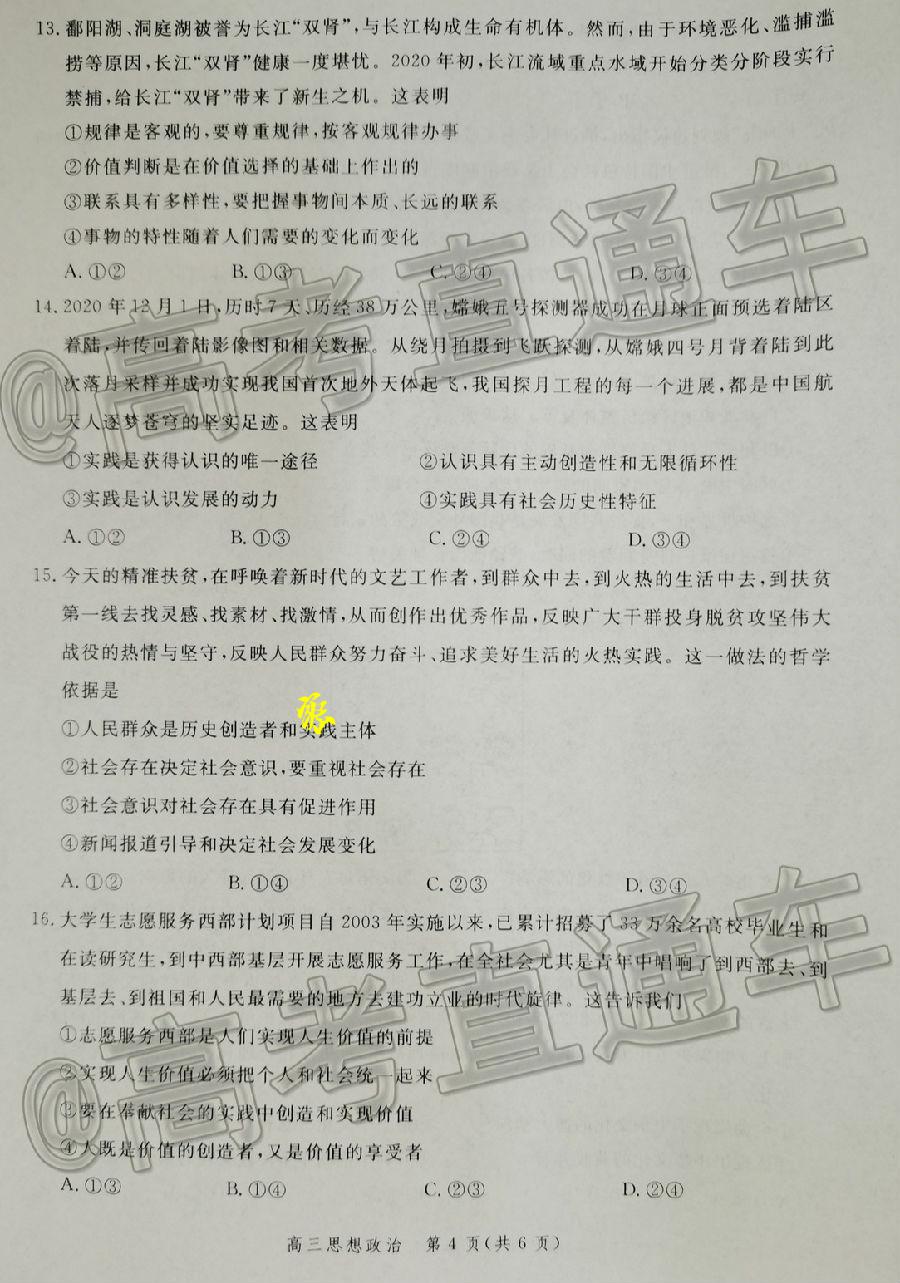 13. 鄱阳湖、洞庭湖被誉为长江“双肾”,与长江构成生命有机体。然而,由于环境恶化、滥捕滥
捞等原因,长江“双肾”健康一度堪忧。2020年初,长江流域重点水域开始分类分阶段实行
禁捕,给长江“双肾”带来了新生之机。这表明
①规律是客观的,要尊重规律,按客观规律办事
②价值判断是在价值选择的基础上作出的
③联系具有多样性,要把握事物间本质、长远的联系
④事物的特性随着人们需要的变化而变化
A. ①② B. ①③ C. ②④ D. ③④
14. 2020年12月1日,历时7天、历经38万公里,嫦娥五号探测器成功在月球正面预选着陆区
着陆,并传回着陆影像图和相关数据。从绕月拍摄到飞跃探测,从嫦娥四号月背着陆到此
次落月采样并成功实现我国首次地外天体起飞,我国探月工程的每一个进展,都是中国航
天人逐梦苍穹的坚实足迹。这表明
①实践是获得认识的唯一途径 ②认识具有主动创造性和无限循环性
③实践是认识发展的动力 ④实践具有社会历史性特征
A. ①② B. ①③ C. ②④ D. ③④
15. 今天的精准扶贫,在呼唤着新时代的文艺工作者,到群众中去,到火热的生活中去,到扶贫
第一线去找灵感、找素材、找激情,从而创作出优秀作品,反映广大干群投身脱贫攻坚伟大
战役的热情与坚守,反映人民群众努力奋斗、追求美好生活的火热实践。这一做法的哲学
依据是
①人民群众是历史创造者和实践主体
②社会存在决定社会意识,要重视社会存在
③社会意识对社会存在具有促进作用
④新闻报道引导和决定社会发展变化
A. ①② B. ①④ C. ②③ D. ③④
16. 大学生志愿服务西部计划项目自2003年实施以来,已累计招募了33万余名高校毕业生和
在读研究生,到中西部基层开展志愿服务工作,在全社会尤其是青年中唱响了到西部去、到
基层去、到祖国和人民最需要的地方去建功立业的时代旋律。这告诉我们
①志愿服务西部是人们实现人生价值的前提
②实现人生价值必须把个人和社会统一起来
③要在奉献社会的实践中创造和实现价值
④人既是价值的创造者,又是价值的享受者
A. ①③ B. ①④ C. ②③ D. ②④
高三思想政治 第4页(共6页)
@高考直通车
@高考直通车